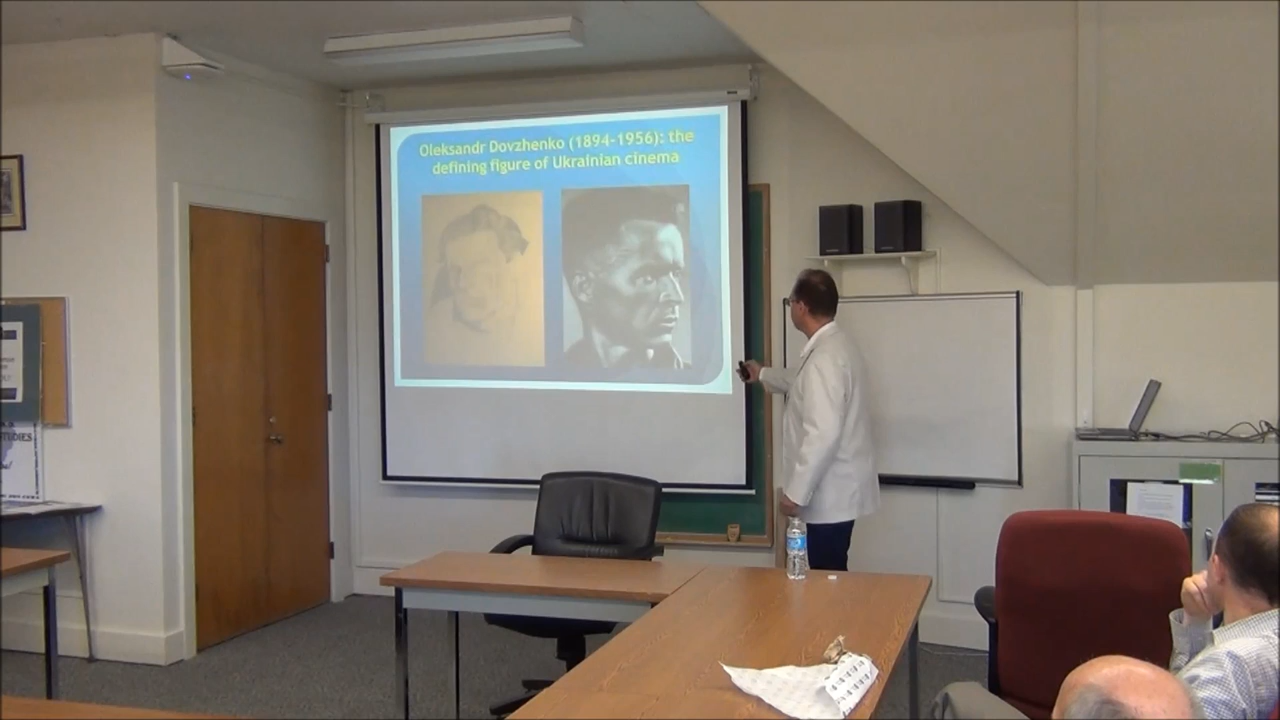 Oleksandr Dovzhenko (1894-1956): the
defining figure of Ukrainian cinema